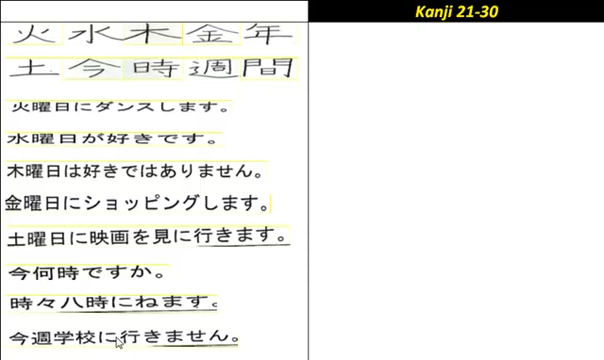 Kanji 21-30
火水木金年
土今時週間
火曜日にダンスします。
水曜日が好きです。
木曜日は好きではありません。
金曜日にショッピングします。
土曜日に映画を見に行きます。
今何時ですか。
時々八時にねます。
今週学校に行きません。